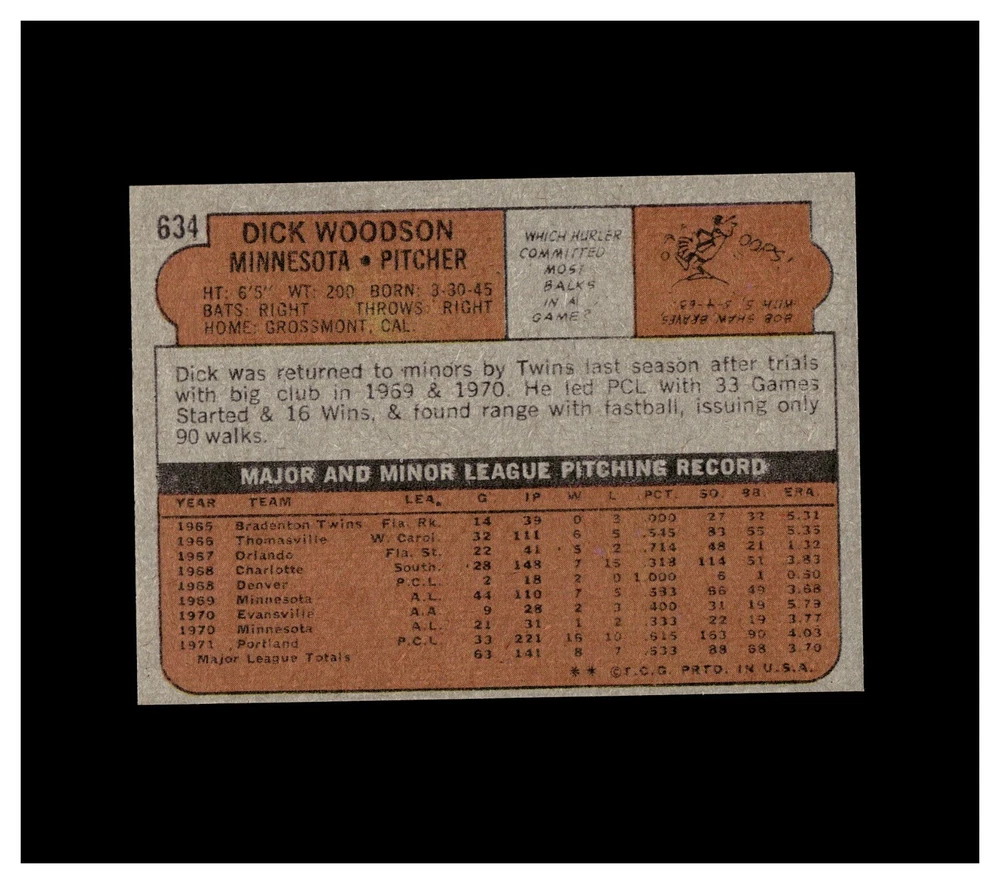 634
DICK WOODSON
MINNESOTA • PITCHER
HT: 6'5" WT: 200 BORN: 3-30-45
BATS: RIGHT THROWS: RIGHT
HOME: GROSSMONT, CAL.
WHICH HURLER
COMMITTED
MOST
BALKS
IN A
GAME?
OOPS!
BOB SHAW, BRAVES
WITH 5 5-4-63
Dick was returned to minors by Twins last season after trials
with big club in 1969 & 1970. He led PCL with 33 Games
Started & 16 Wins, & found range with fastball, issuing only
90 walks.
MAJOR AND MINOR LEAGUE PITCHING RECORD
YEAR TEAM LEA. G IP W L PCT. SO. BB. ERA
1965 Bradenton Twins Fla. Rk. 14 39 0 3 .000 27 32 5.31
1966 Thomasville W. Carol. 32 111 6 5 .545 83 55 5.35
1967 Orlando Fla. St. 22 41 5 2 .714 48 21 1.32
1968 Charlotte South. 28 148 7 15 .318 114 51 3.83
1968 Denver P.C.L. 2 18 2 0 1.000 6 1 0.50
1969 Minnesota A.L. 44 110 7 5 .583 66 49 3.68
1970 Evansville A.A. 9 28 2 3 .400 31 19 5.79
1970 Minnesota A.L. 21 31 1 2 .333 22 19 3.77
1971 Portland P.C.L. 33 221 16 10 .615 163 90 4.03
Major League Totals 63 141 8 7 .533 88 68 3.70
** ©T.C.G. PRTD. IN U.S.A.